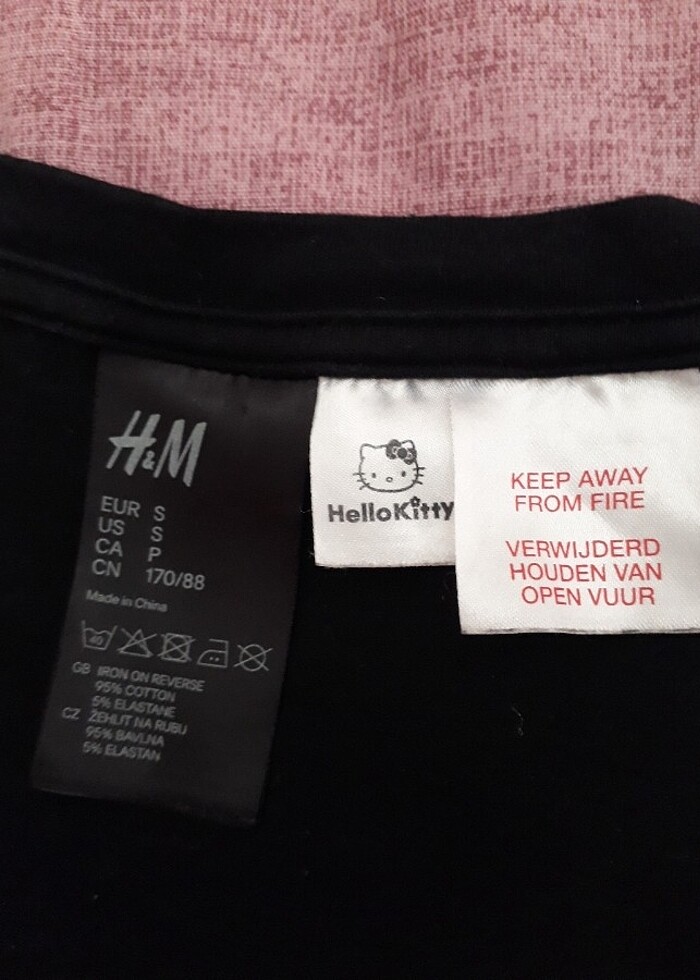 H&M
EUR S
US S
CA P
CN 170/88
Made in China
40
GB IRON ON REVERSE
95% COTTON
5% ELASTANE
CZ ŽEHLIT NA RUBU
95% BAVLNA
5% ELASTAN
HelloKitty
KEEP AWAY
FROM FIRE
VERWIJDERD
HOUDEN VAN
OPEN VUUR